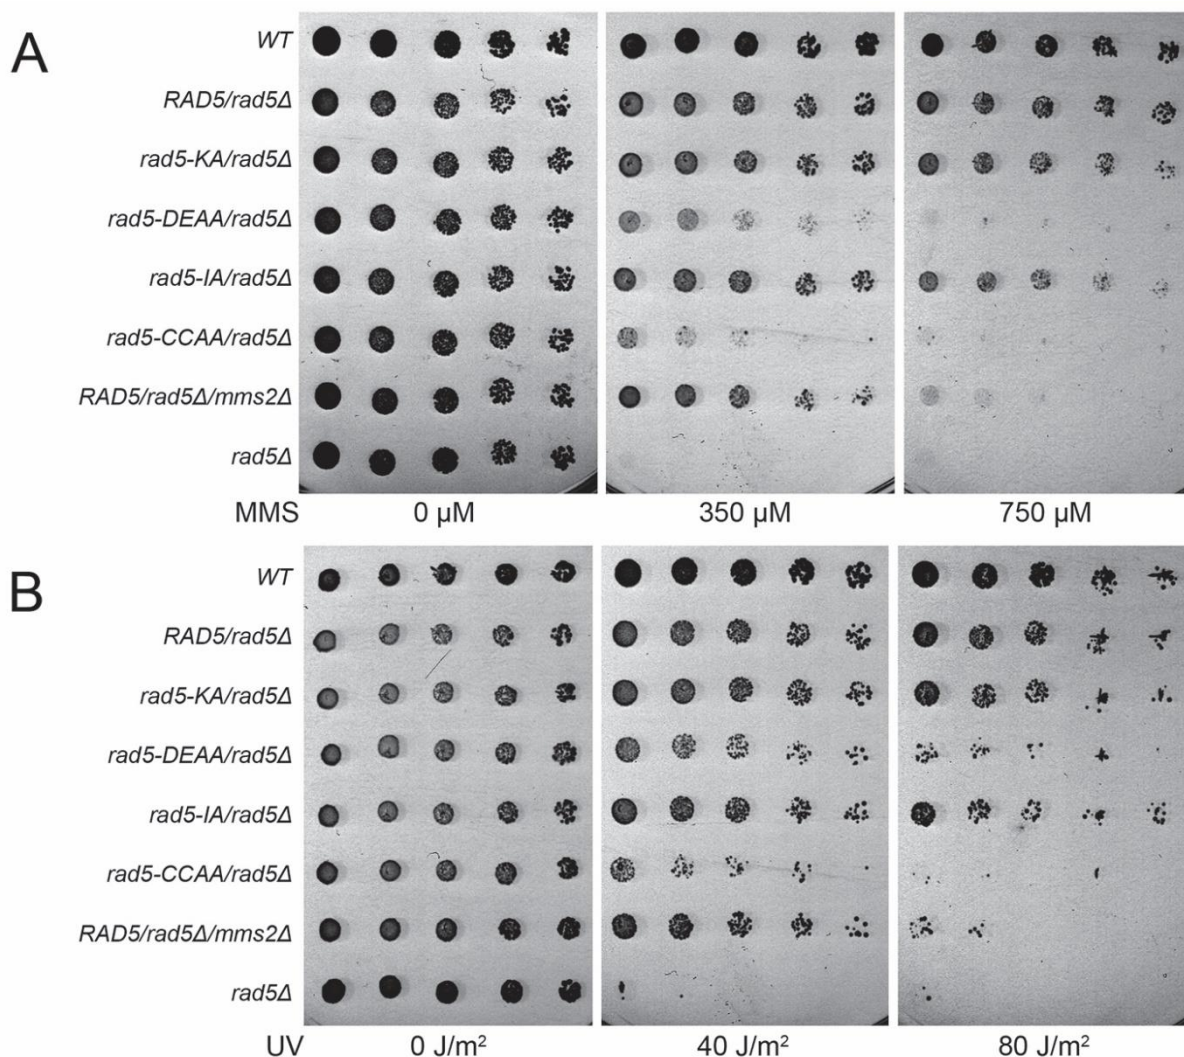 A
WT
RAD5/rad5Δ
rad5-KA/rad5Δ
rad5-DEAA/rad5Δ
rad5-IA/rad5Δ
rad5-CCAA/rad5Δ
RAD5/rad5Δ/mms2Δ
rad5Δ
MMS 0 µM 350 µM 750 µM
B
WT
RAD5/rad5Δ
rad5-KA/rad5Δ
rad5-DEAA/rad5Δ
rad5-IA/rad5Δ
rad5-CCAA/rad5Δ
RAD5/rad5Δ/mms2Δ
rad5Δ
UV 0 J/m² 40 J/m² 80 J/m²